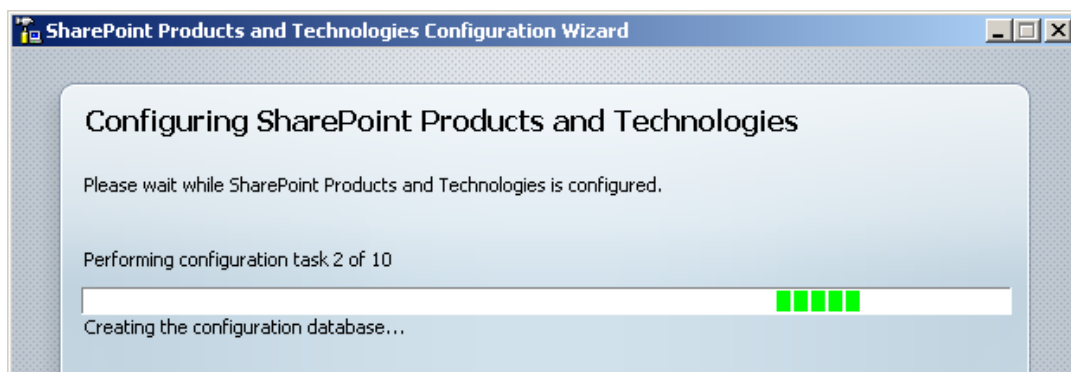 SharePoint Products and Technologies Configuration Wizard
Configuring SharePoint Products and Technologies
Please wait while SharePoint Products and Technologies is configured.
Performing configuration task 2 of 10
Creating the configuration database...